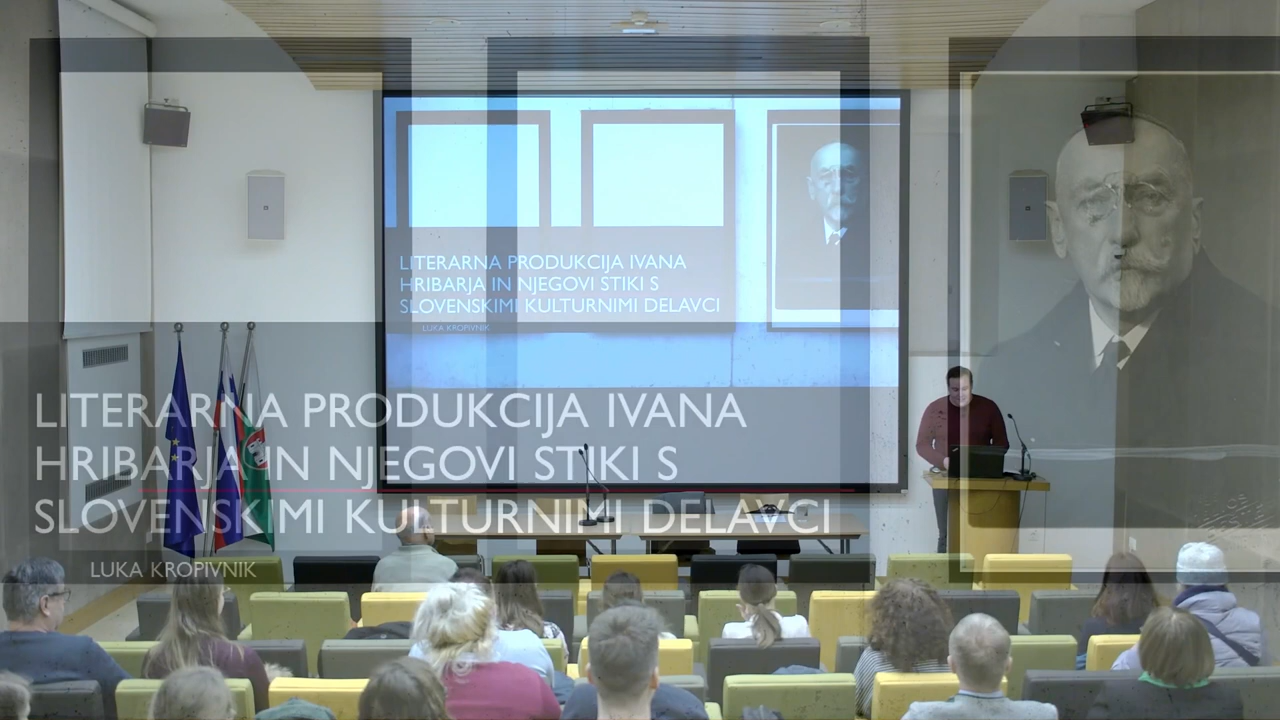 LITERARNA PRODUKCIJA IVANA
HRIBARJA IN NJEGOVI STIKI S
SLOVENSKIMI KULTURNIMI DELAVCI
LUKA KROPIVNIK
LITERARNA PRODUKCIJA IVANA
HRIBARJA IN NJEGOVI STIKI S
SLOVENSKIMI KULTURNIMI DELAVCI
LUKA KROPIVNIK